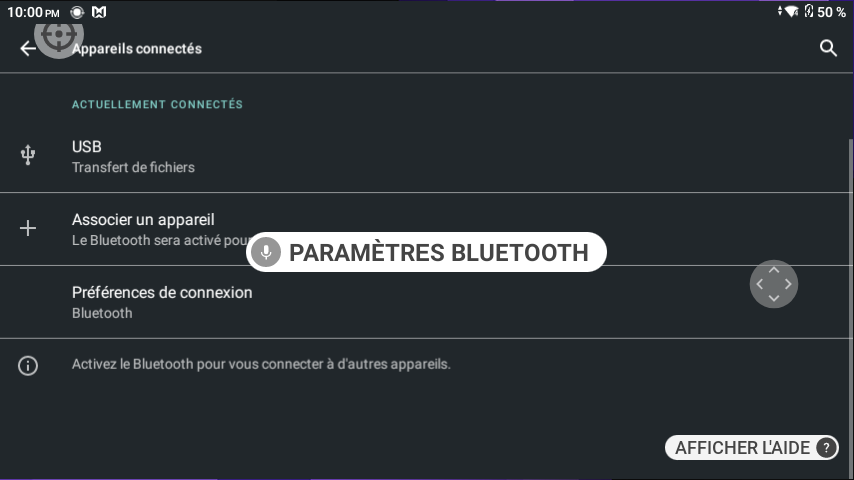 10:00 PM
50 %
Appareils connectés
ACTUELLEMENT CONNECTÉS
USB
Transfert de fichiers
Associer un appareil
Le Bluetooth sera activé pour
PARAMÈTRES BLUETOOTH
Préférences de connexion
Bluetooth
Activez le Bluetooth pour vous connecter à d'autres appareils.
AFFICHER L'AIDE ?